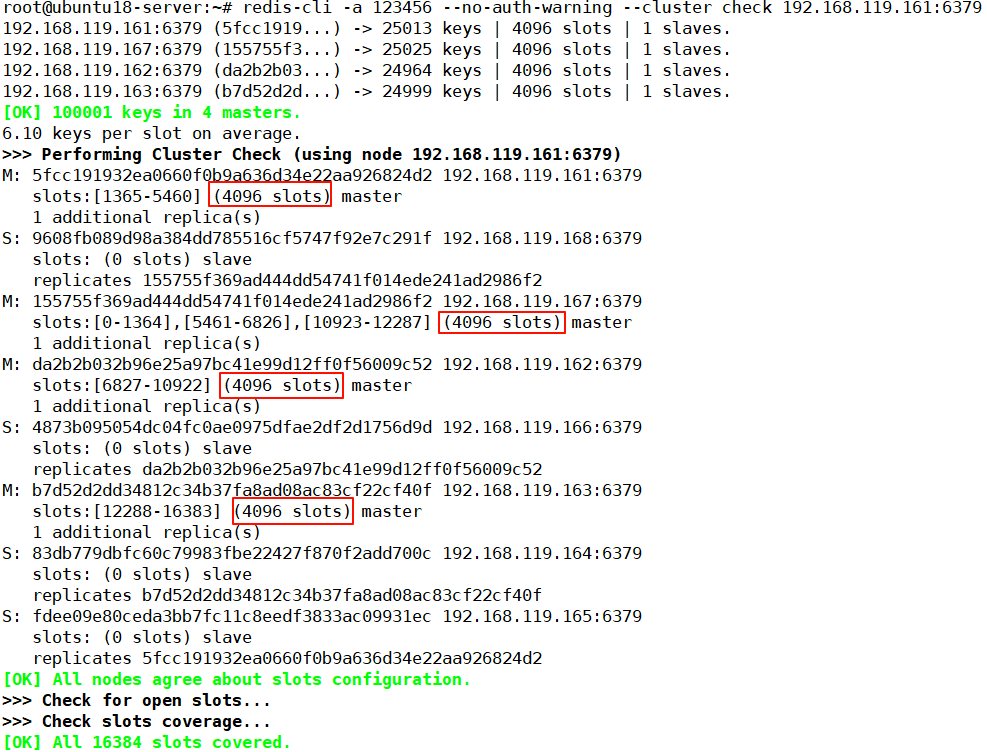 root@ubuntu18-server:~# redis-cli -a 123456 --no-auth-warning --cluster check 192.168.119.161:6379
192.168.119.161:6379 (5fcc1919...) -> 25013 keys | 4096 slots | 1 slaves.
192.168.119.167:6379 (155755f3...) -> 25025 keys | 4096 slots | 1 slaves.
192.168.119.162:6379 (da2b2b03...) -> 24964 keys | 4096 slots | 1 slaves.
192.168.119.163:6379 (b7d52d2d...) -> 24999 keys | 4096 slots | 1 slaves.
[OK] 100001 keys in 4 masters.
6.10 keys per slot on average.
>>> Performing Cluster Check (using node 192.168.119.161:6379)
M: 5fcc191932ea0660f0b9a636d34e22aa926824d2 192.168.119.161:6379
   slots:[1365-5460] (4096 slots) master
   1 additional replica(s)
S: 9608fb089d98a384dd785516cf5747f92e7c291f 192.168.119.168:6379
   slots: (0 slots) slave
   replicates 155755f369ad444dd54741f014ede241ad2986f2
M: 155755f369ad444dd54741f014ede241ad2986f2 192.168.119.167:6379
   slots:[0-1364],[5461-6826],[10923-12287] (4096 slots) master
   1 additional replica(s)
M: da2b2b032b96e25a97bc41e99d12ff0f56009c52 192.168.119.162:6379
   slots:[6827-10922] (4096 slots) master
   1 additional replica(s)
S: 4873b095054dc04fc0ae0975dfae2df2d1756d9d 192.168.119.166:6379
   slots: (0 slots) slave
   replicates da2b2b032b96e25a97bc41e99d12ff0f56009c52
M: b7d52d2dd34812c34b37fa8ad08ac83cf22cf40f 192.168.119.163:6379
   slots:[12288-16383] (4096 slots) master
   1 additional replica(s)
S: 83db779dbfc60c79983fbe22427f870f2add700c 192.168.119.164:6379
   slots: (0 slots) slave
   replicates b7d52d2dd34812c34b37fa8ad08ac83cf22cf40f
S: fdee09e80ceda3bb7fc11c8eedf3833ac09931ec 192.168.119.165:6379
   slots: (0 slots) slave
   replicates 5fcc191932ea0660f0b9a636d34e22aa926824d2
[OK] All nodes agree about slots configuration.
>>> Check for open slots...
>>> Check slots coverage...
[OK] All 16384 slots covered.